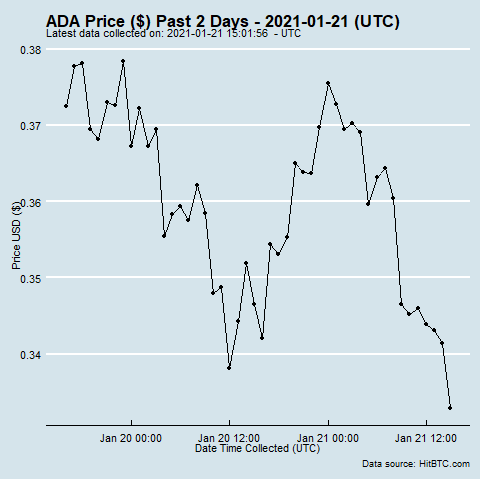 ADA Price ($) Past 2 Days - 2021-01-21 (UTC)
Latest data collected on: 2021-01-21 15:01:56 - UTC
0.38
0.37
0.36
0.35
0.34
Price USD ($)
Jan 20 00:00
Jan 20 12:00
Jan 21 00:00
Jan 21 12:00
Date Time Collected (UTC)
Data source: HitBTC.com